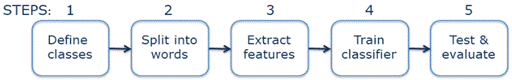 STEPS: 1 2 3 4 5
Define
classes
Split into
words
Extract
features
Train
classifier
Test &
evaluate